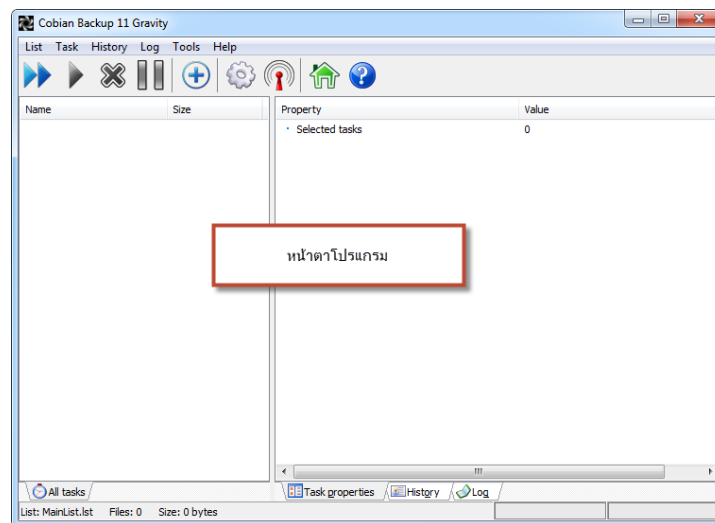 Cobian Backup 11 Gravity
List Task History Log Tools Help
Name Size Property Value
Selected tasks 0
หน้าตาโปรแกรม
All tasks Task properties History Log
List: MainList.lst Files: 0 Size: 0 bytes